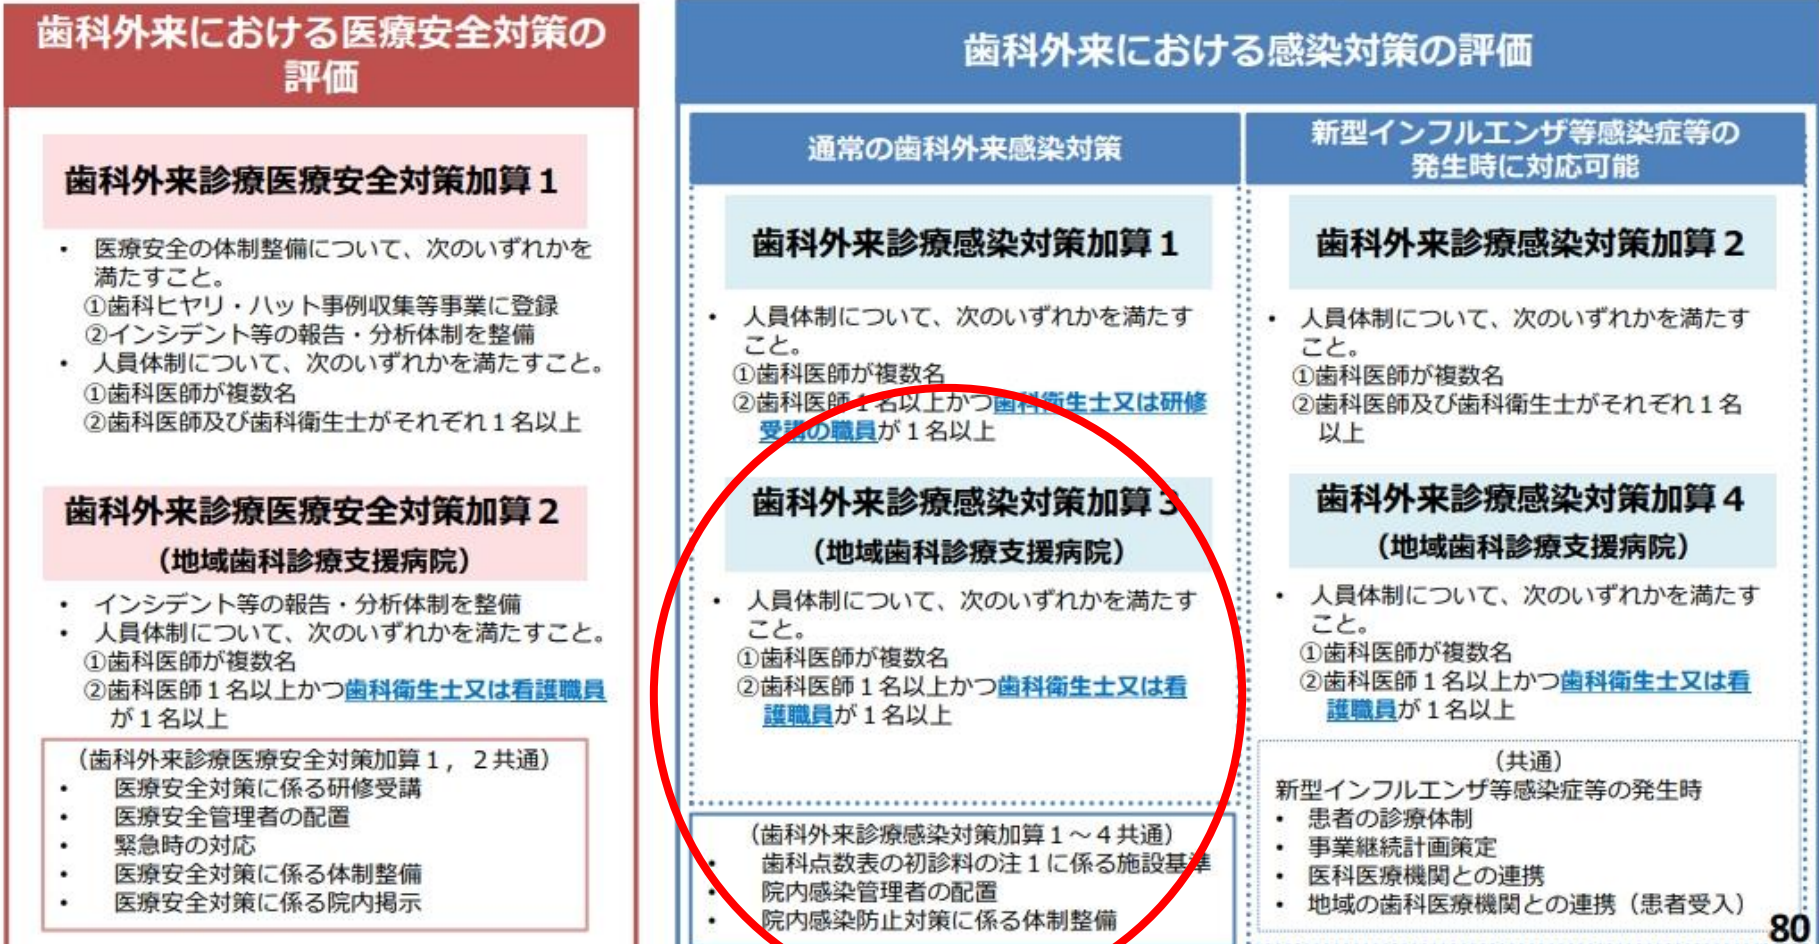 歯科外来における医療安全対策の
評価
歯科外来診療医療安全対策加算１
• 医療安全の体制整備について、次のいずれかを
満たすこと。
①歯科ヒヤリ・ハット事例収集等事業に登録
②インシデント等の報告・分析体制を整備
• 人員体制について、次のいずれかを満たすこと。
①歯科医師が複数名
②歯科医師及び歯科衛生士がそれぞれ１名以上
歯科外来診療医療安全対策加算２
（地域歯科診療支援病院）
• インシデント等の報告・分析体制を整備
• 人員体制について、次のいずれかを満たすこと。
①歯科医師が複数名
②歯科医師１名以上かつ歯科衛生士又は看護職員
が１名以上
（歯科外来診療医療安全対策加算１，２共通）
• 医療安全対策に係る研修受講
• 医療安全管理者の配置
• 緊急時の対応
• 医療安全対策に係る体制整備
• 医療安全対策に係る院内掲示
歯科外来における感染対策の評価
通常の歯科外来感染対策
歯科外来診療感染対策加算１
• 人員体制について、次のいずれかを満たす
こと。
①歯科医師が複数名
②歯科医師１名以上かつ歯科衛生士又は研修
受講の職員が１名以上
歯科外来診療感染対策加算３
（地域歯科診療支援病院）
• 人員体制について、次のいずれかを満たす
こと。
①歯科医師が複数名
②歯科医師１名以上かつ歯科衛生士又は看
護職員が１名以上
（歯科外来診療感染対策加算１～４共通）
• 歯科点数表の初診料の注１に係る施設基準
• 院内感染管理者の配置
• 院内感染防止対策に係る体制整備
新型インフルエンザ等感染症等の
発生時に対応可能
歯科外来診療感染対策加算２
• 人員体制について、次のいずれかを満たす
こと。
①歯科医師が複数名
②歯科医師及び歯科衛生士がそれぞれ１名
以上
歯科外来診療感染対策加算４
（地域歯科診療支援病院）
• 人員体制について、次のいずれかを満たす
こと。
①歯科医師が複数名
②歯科医師１名以上かつ歯科衛生士又は看
護職員が１名以上
（共通）
新型インフルエンザ等感染症等の発生時
• 患者の診療体制
• 事業継続計画策定
• 医科医療機関との連携
• 地域の歯科医療機関との連携（患者受入）
80